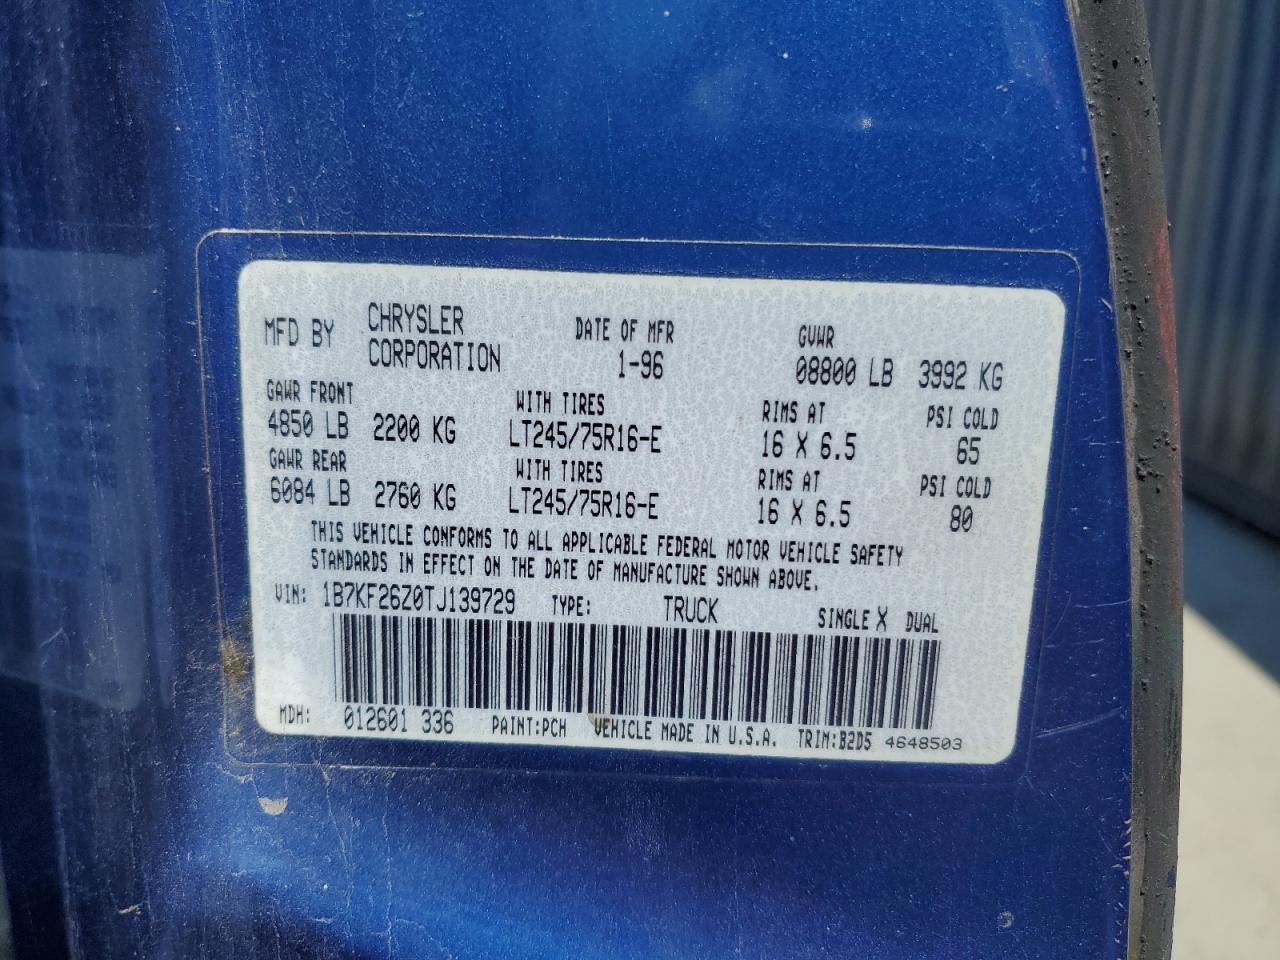 MFD BY CHRYSLER CORPORATION DATE OF MFR 1-96 GVWR 08800 LB 3992 KG
GAWR FRONT WITH TIRES RIMS AT PSI COLD
4850 LB 2200 KG LT245/75R16-E 16 X 6.5 65
GAWR REAR WITH TIRES RIMS AT PSI COLD
6084 LB 2760 KG LT245/75R16-E 16 X 6.5 80
THIS VEHICLE CONFORMS TO ALL APPLICABLE FEDERAL MOTOR VEHICLE SAFETY
STANDARDS IN EFFECT ON THE DATE OF MANUFACTURE SHOWN ABOVE.
VIN: 1B7KF26Z0TJ139729 TYPE: TRUCK SINGLE X DUAL
MDH: 012601 336 PAINT:PCH VEHICLE MADE IN U.S.A. TRIM:B2D5 4648503